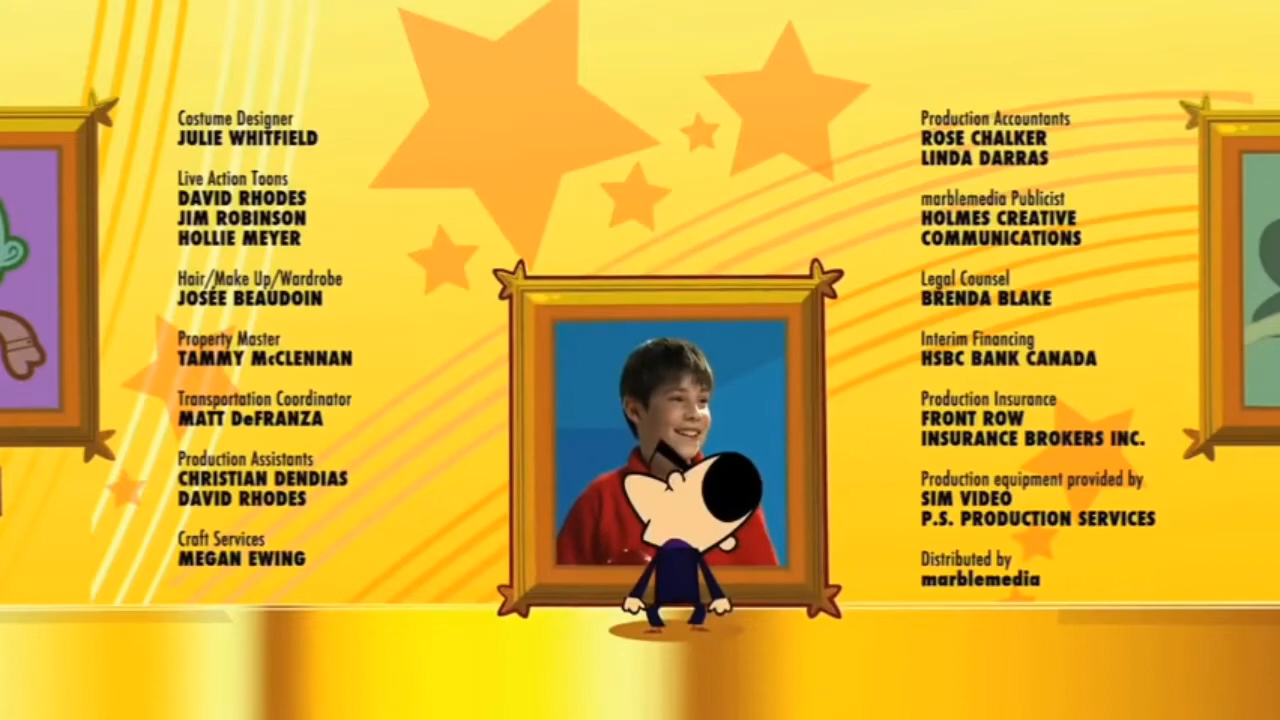 Costume Designer
JULIE WHITFIELD
Live Action Toons
DAVID RHODES
JIM ROBINSON
HOLLIE MEYER
Hair/Make Up/Wardrobe
JOSÉE BEAUDOIN
Property Master
TAMMY McCLENNAN
Transportation Coordinator
MATT DeFRANZA
Production Assistants
CHRISTIAN DENDIAS
DAVID RHODES
Craft Services
MEGAN EWING
Production Accountants
ROSE CHALKER
LINDA DARRAS
marblemedia Publicist
HOLMES CREATIVE
COMMUNICATIONS
Legal Counsel
BRENDA BLAKE
Interim Financing
HSBC BANK CANADA
Production Insurance
FRONT ROW
INSURANCE BROKERS INC.
Production equipment provided by
SIM VIDEO
P.S. PRODUCTION SERVICES
Distributed by
marblemedia